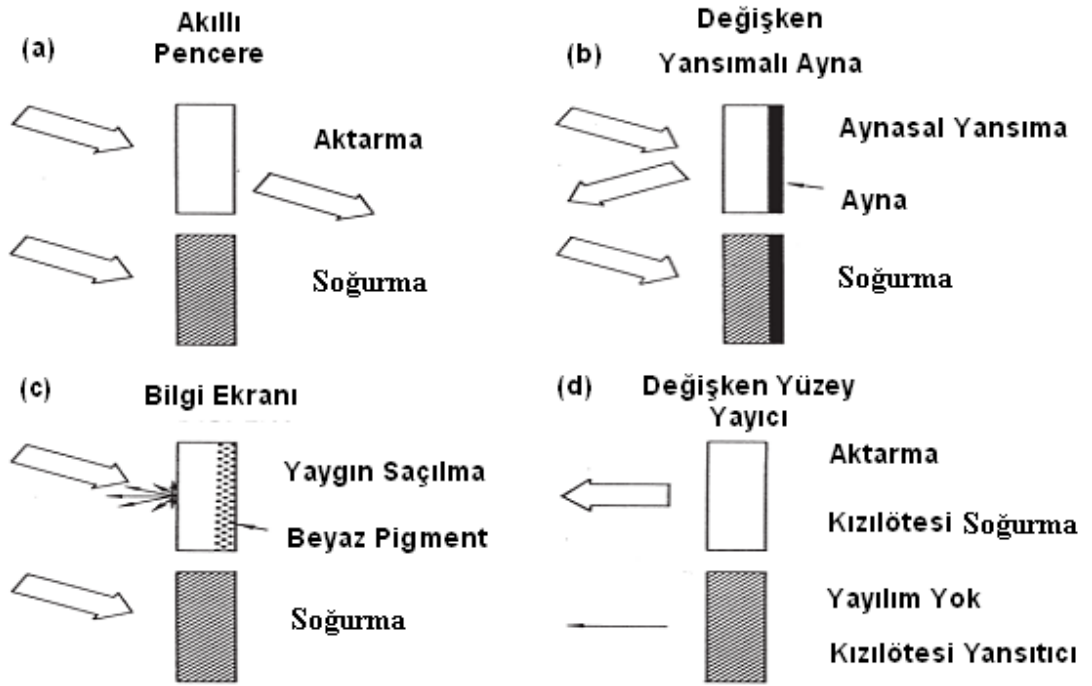 (a)
Akıllı
Pencere
Aktarma
Soğurma
(b)
Değişken
Yansımalı Ayna
Aynasal Yansıma
Ayna
Soğurma
(c)
Bilgi Ekranı
Yaygın Saçılma
Beyaz Pigment
Soğurma
(d)
Değişken Yüzey
Yayıcı
Aktarma
Kızılötesi Soğurma
Yayılım Yok
Kızılötesi Yansıtıcı